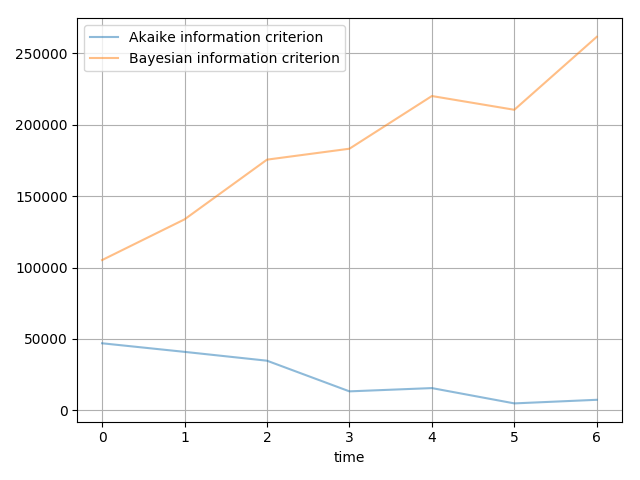 Akaike information criterion
Bayesian information criterion
250000
200000
150000
100000
50000
0
0 1 2 3 4 5 6
time